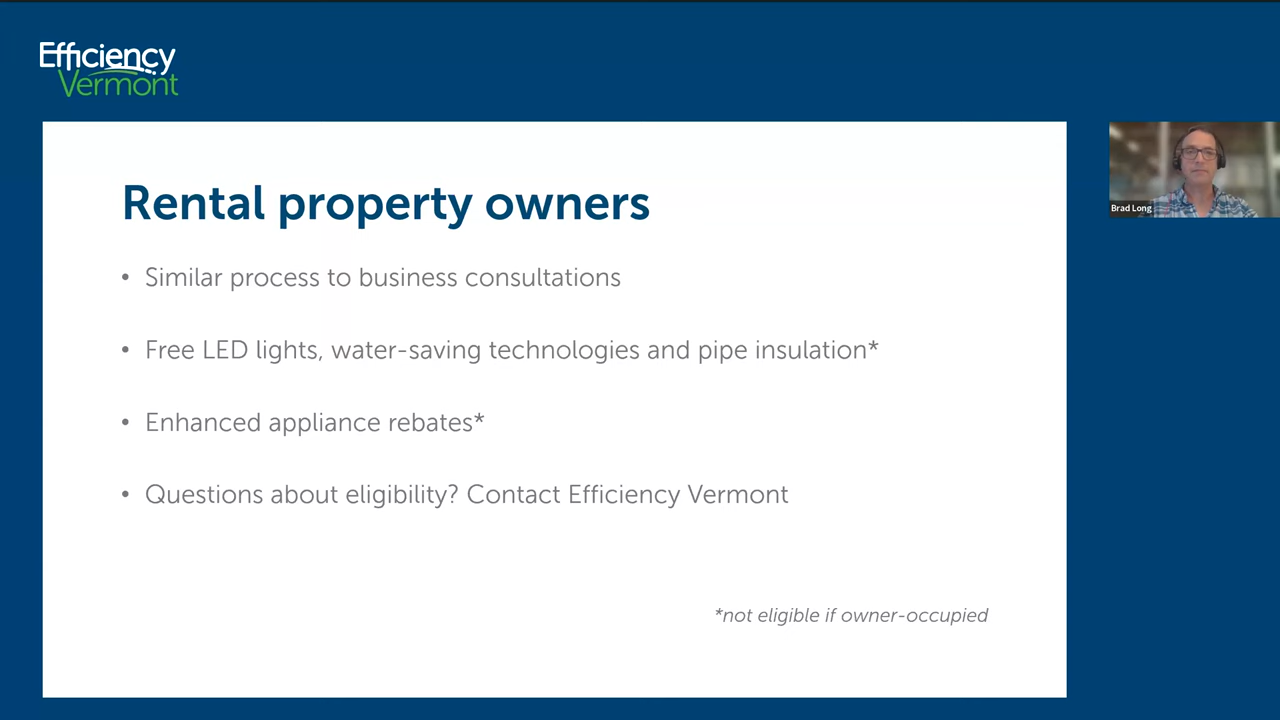 Efficiency
Vermont
Rental property owners
• Similar process to business consultations
• Free LED lights, water-saving technologies and pipe insulation*
• Enhanced appliance rebates*
• Questions about eligibility? Contact Efficiency Vermont
*not eligible if owner-occupied
Brad Long